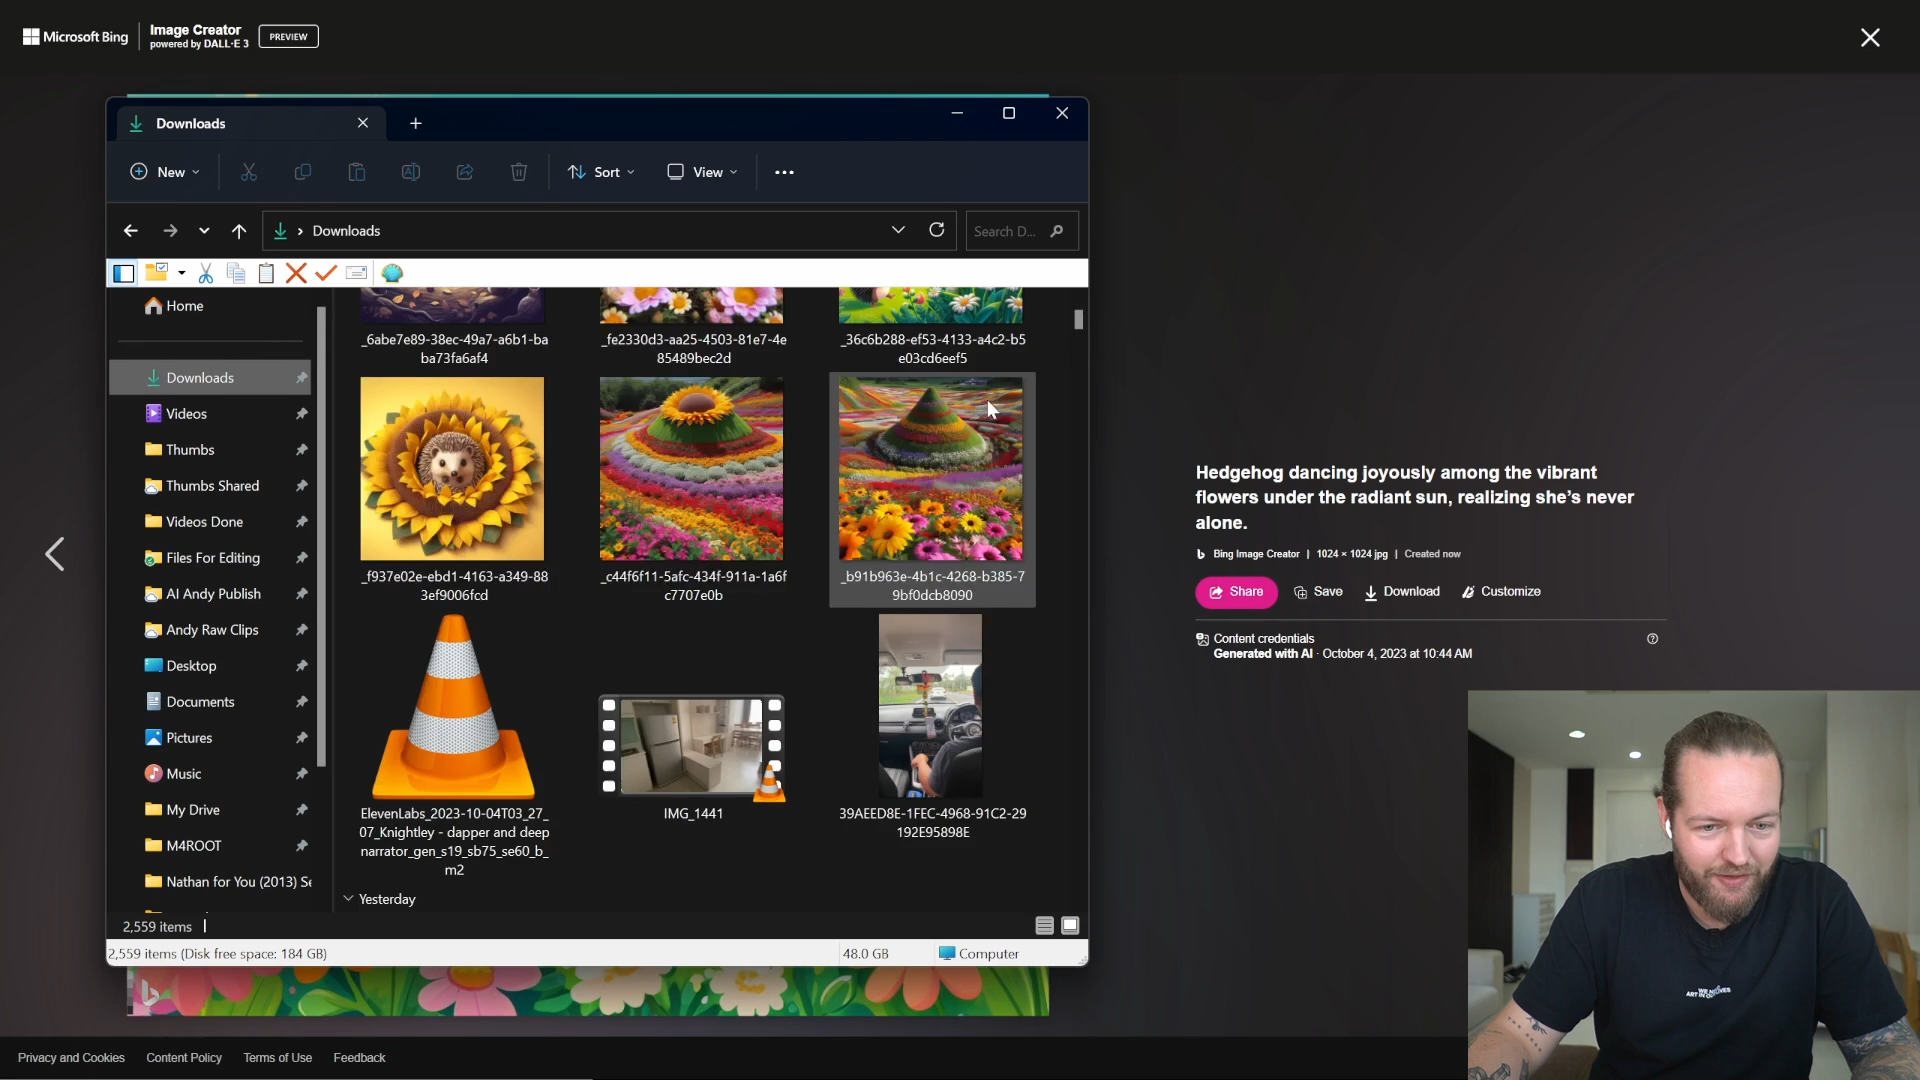 Microsoft Bing
Image Creator
powered by DALL·E 3
PREVIEW
Downloads
New
Sort
View
Downloads
Search D...
Home
Downloads
Videos
Thumbs
Thumbs Shared
Videos Done
Files For Editing
AI Andy Publish
Andy Raw Clips
Desktop
Documents
Pictures
Music
My Drive
M4ROOT
Nathan for You (2013) Se
_6abe7e89-38ec-49a7-a6b1-ba
ba73fa6af4
_fe2330d3-aa25-4503-81e7-4e
85489bec2d
_36c6b288-ef53-4133-a4c2-b5
e03cd6eef5
_f937e02e-ebd1-4163-a349-88
3ef9006fcd
_c44f6f11-5afc-434f-911a-1a6f
c7707e0b
_b91b963e-4b1c-4268-b385-7
9bf0dcb8090
ElevenLabs_2023-10-04T03_27_
07_Knightley - dapper and deep
narrator_gen_s19_sb75_se60_b_
m2
IMG_1441
39AEED8E-1FEC-4968-91C2-29
192E95898E
Yesterday
2,559 items
2,559 items (Disk free space: 184 GB)
48.0 GB
Computer
Hedgehog dancing joyously among the vibrant
flowers under the radiant sun, realizing she's never
alone.
Bing Image Creator | 1024 × 1024 jpg | Created now
Share
Save
Download
Customize
Content credentials
Generated with AI · October 4, 2023 at 10:44 AM
Privacy and Cookies
Content Policy
Terms of Use
Feedback